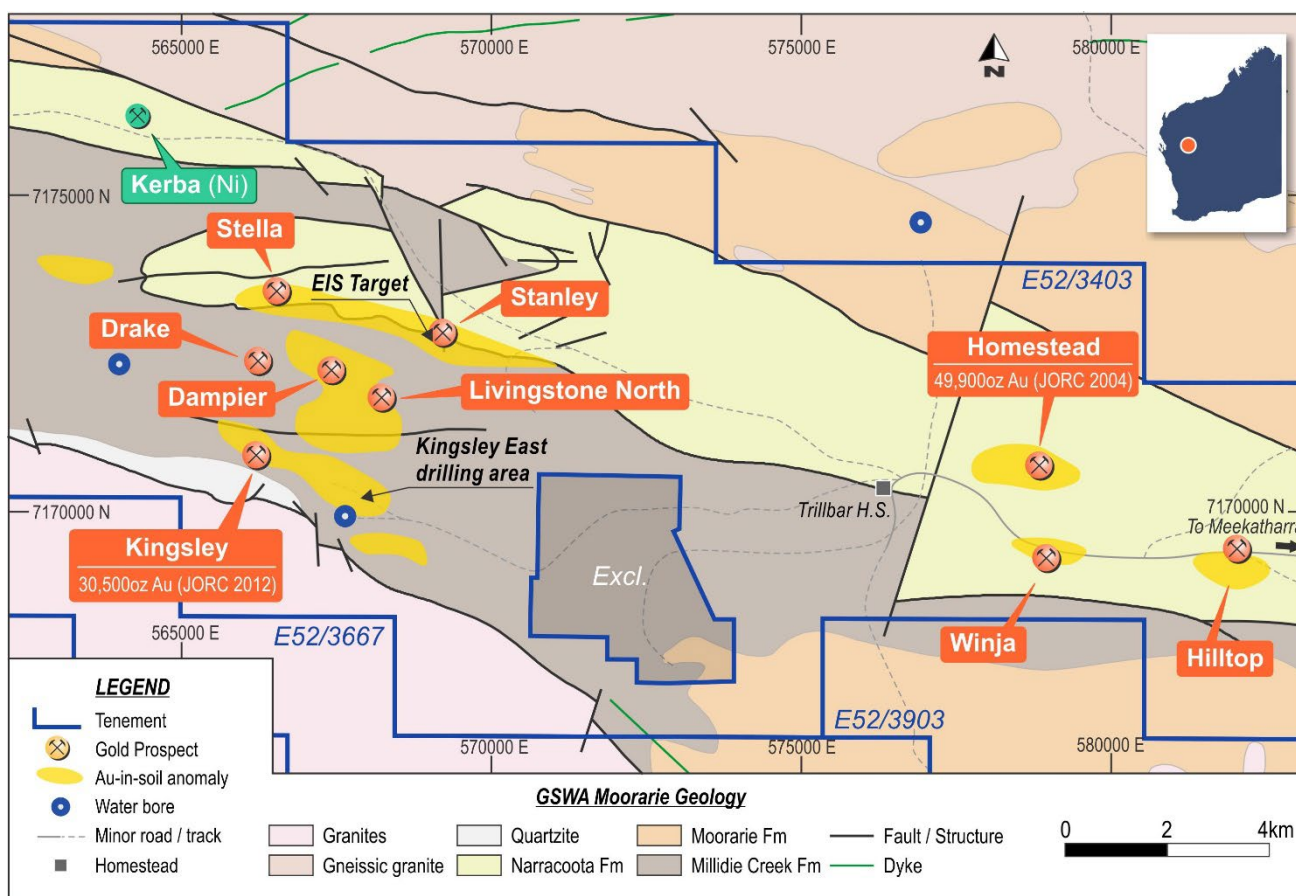 565000 E
570000 E
575000 E
580000 E
N
Kerba (Ni)
7175000 N
Stella
EIS Target
Stanley
E52/3403
Drake
Homestead
49,900oz Au (JORC 2004)
Dampier
Livingstone North
Kingsley East
drilling area
Trillbar H.S.
7170000 N
7170000 N
To Meekatharra
Kingsley
30,500oz Au (JORC 2012)
Excl.
565000 E
E52/3667
Winja
Hilltop
E52/3903
570000 E
575000 E
580000 E
LEGEND
Tenement
Gold Prospect
Au-in-soil anomaly
Water bore
Minor road / track
Homestead
GSWA Moorarie Geology
Granites
Quartzite
Moorarie Fm
Fault / Structure
Gneissic granite
Narracoota Fm
Millidie Creek Fm
Dyke
0 2 4km